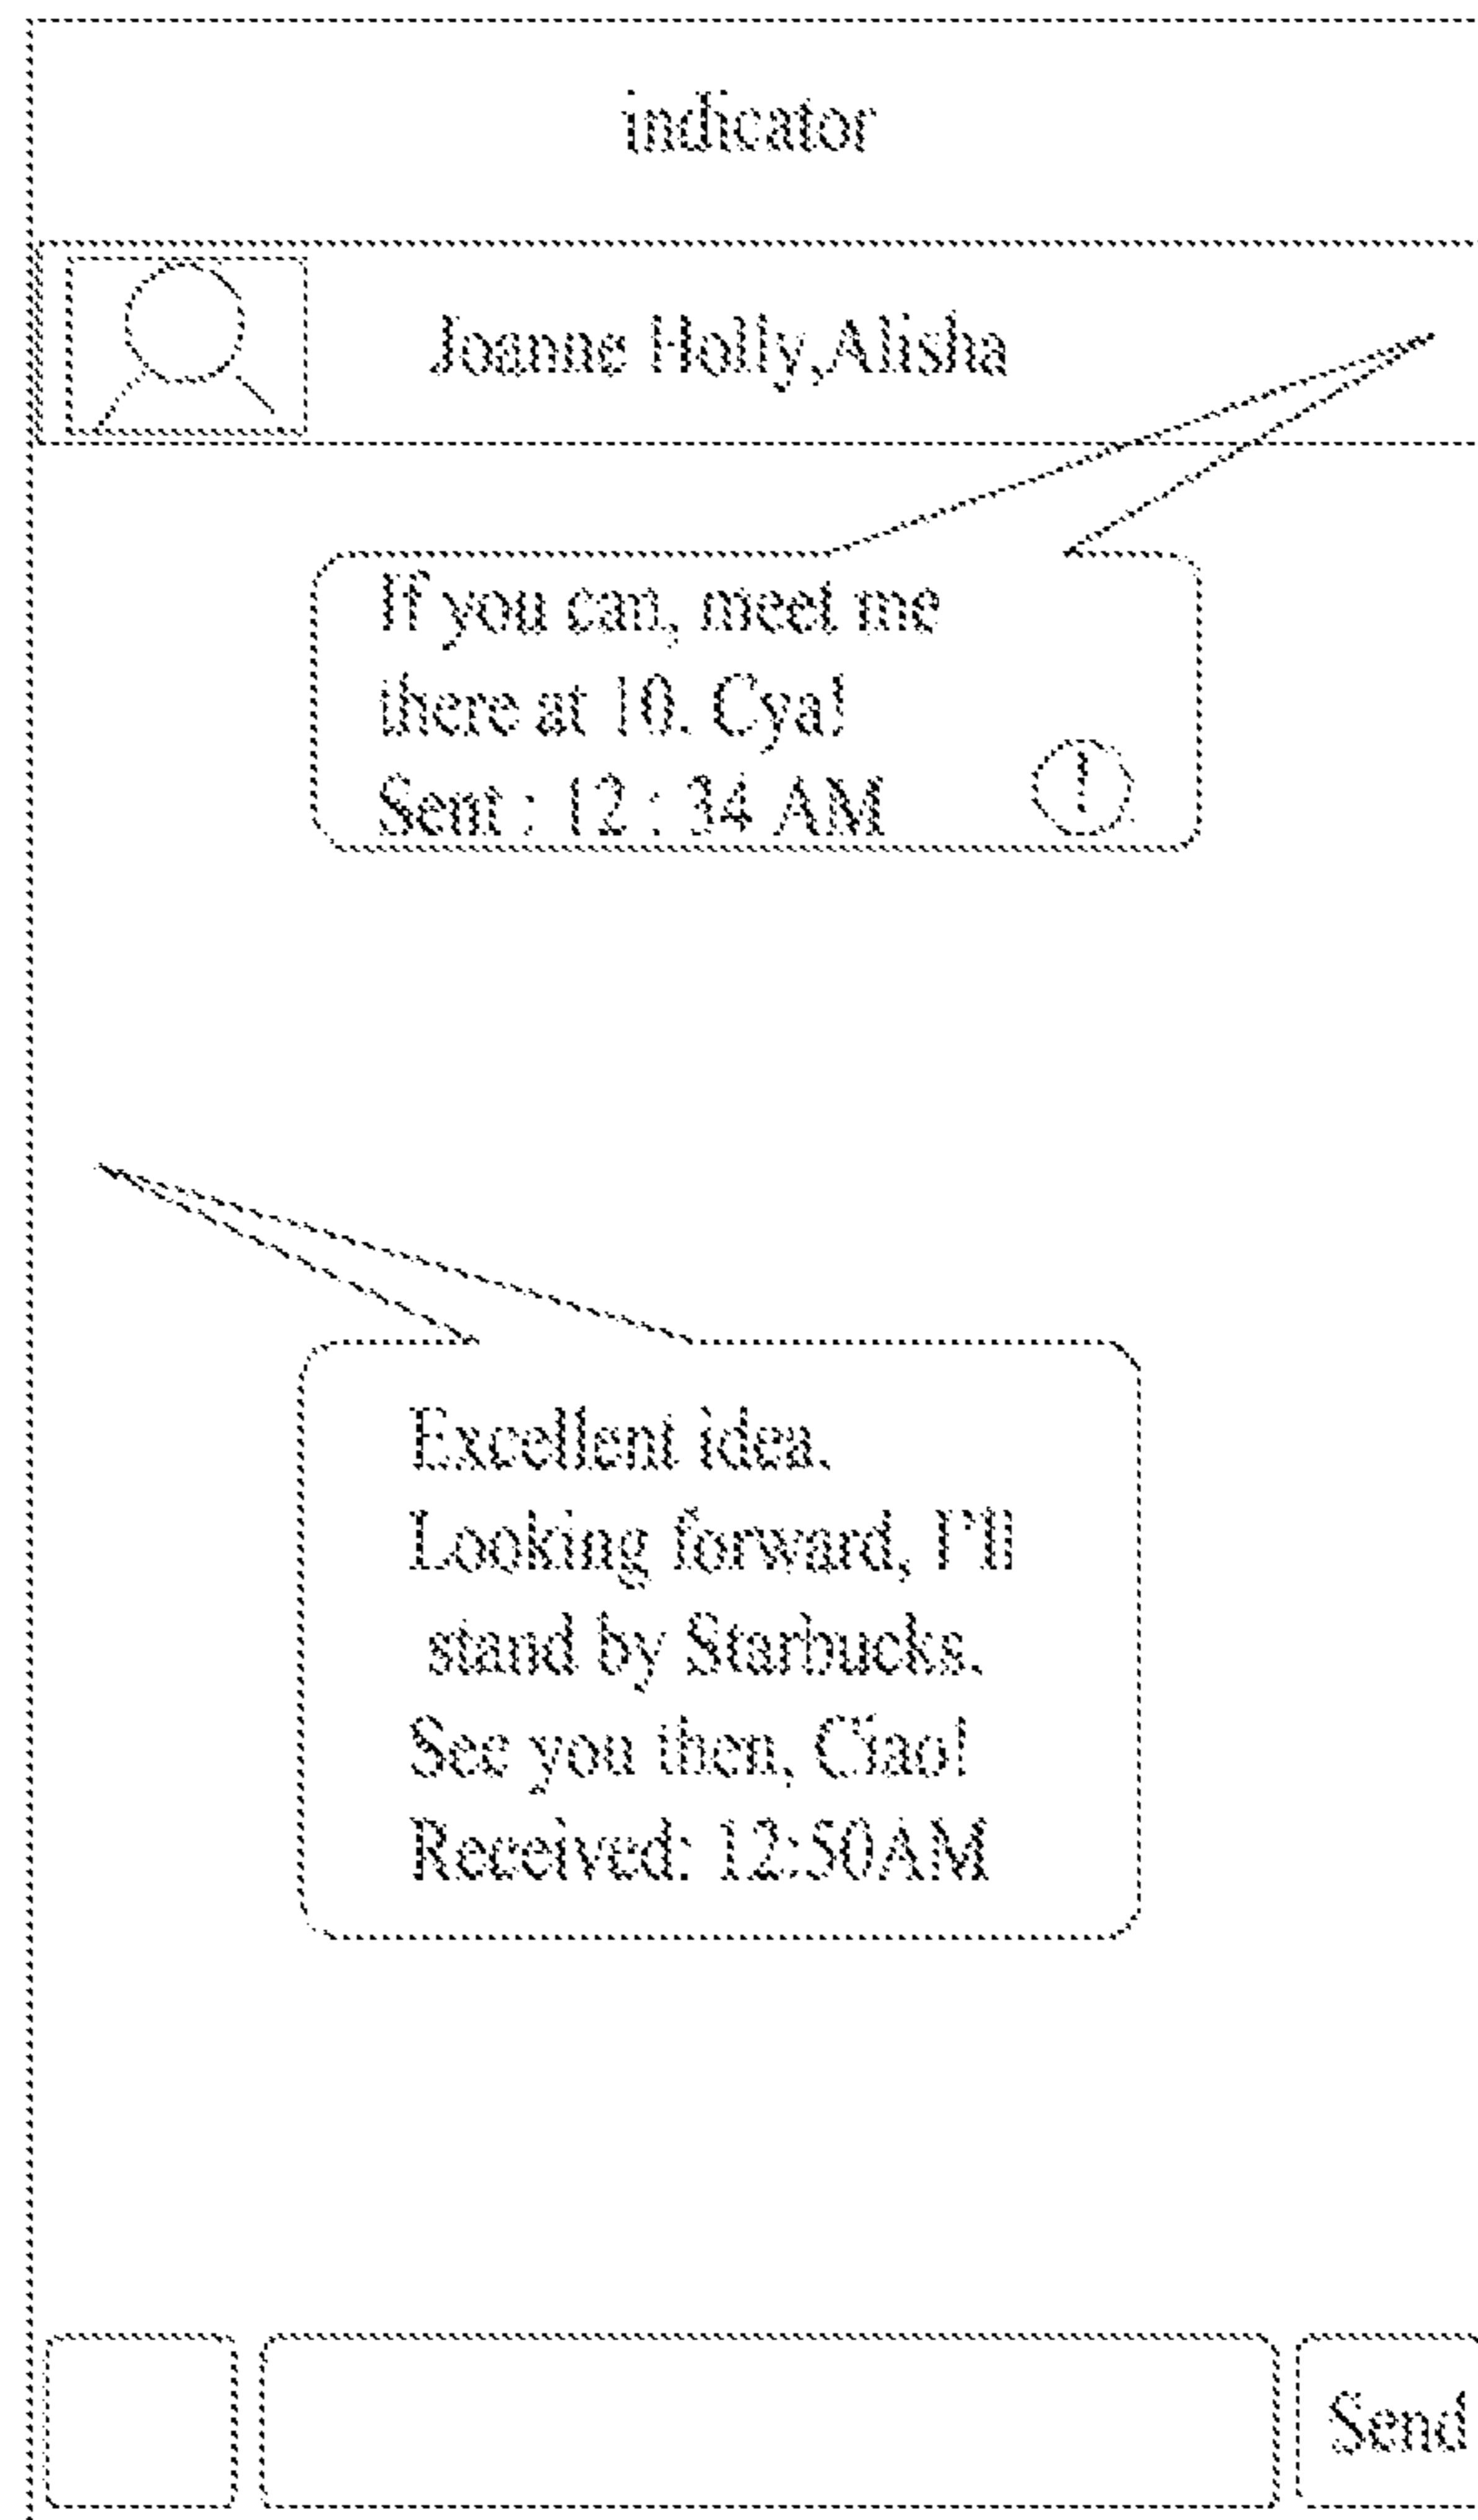 indicator
Joanne Holly,Alisha
If you can, meet me
there at 10. Cya!
Sent : 12 : 34 AM
!
Excellent idea.
Looking forward, I'll
stand by Starbucks.
See you then, Ciao!
Received: 12:50AM
Send